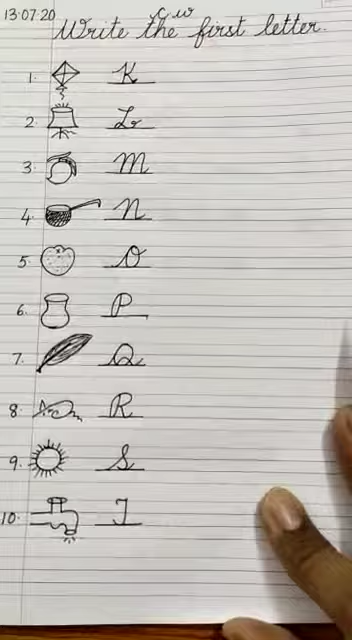 13.07.20 c w
Write the first letter.
1. K
2. L
3. M
4. N
5. O
6. P
7. Q
8. R
9. S
10. T